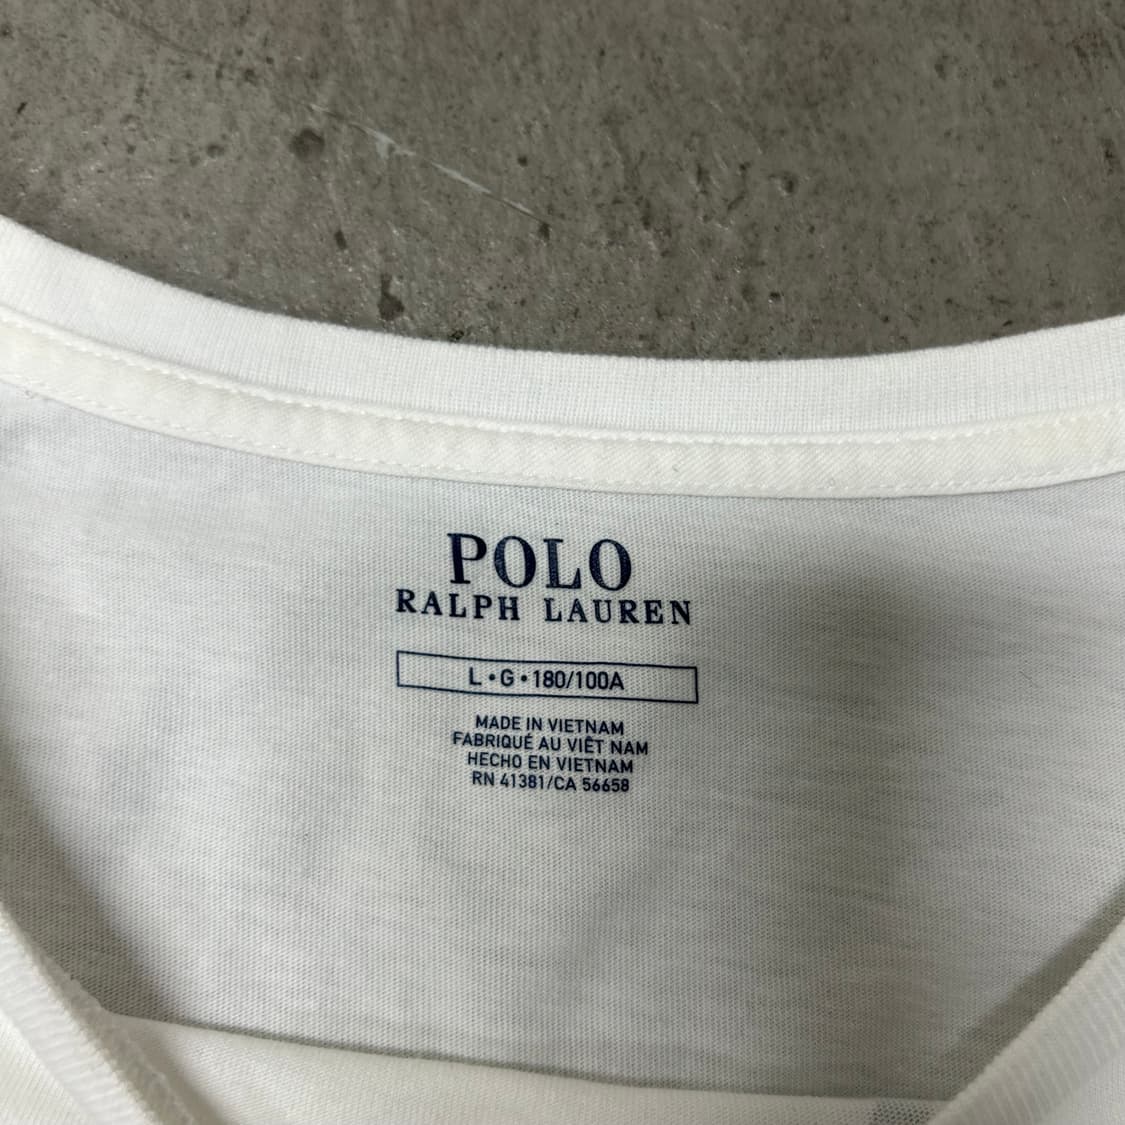 POLO
RALPH LAUREN
L•G•180/100A
MADE IN VIETNAM
FABRIQUÉ AU VIÊT NAM
HECHO EN VIETNAM
RN 41381/CA 56658